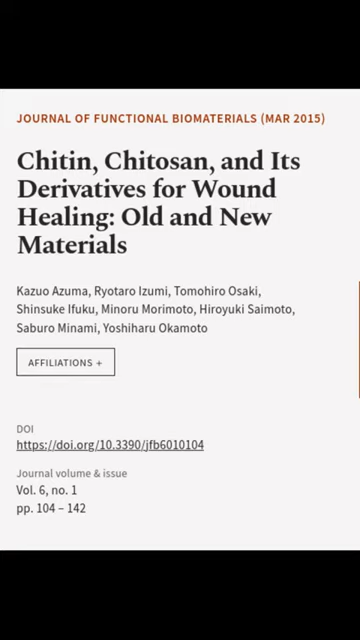 JOURNAL OF FUNCTIONAL BIOMATERIALS (MAR 2015)
Chitin, Chitosan, and Its
Derivatives for Wound
Healing: Old and New
Materials
Kazuo Azuma, Ryotaro Izumi, Tomohiro Osaki,
Shinsuke Ifuku, Minoru Morimoto, Hiroyuki Saimoto,
Saburo Minami, Yoshiharu Okamoto
AFFILIATIONS +
DOI
https://doi.org/10.3390/jfb6010104
Journal volume & issue
Vol. 6, no. 1
pp. 104 – 142